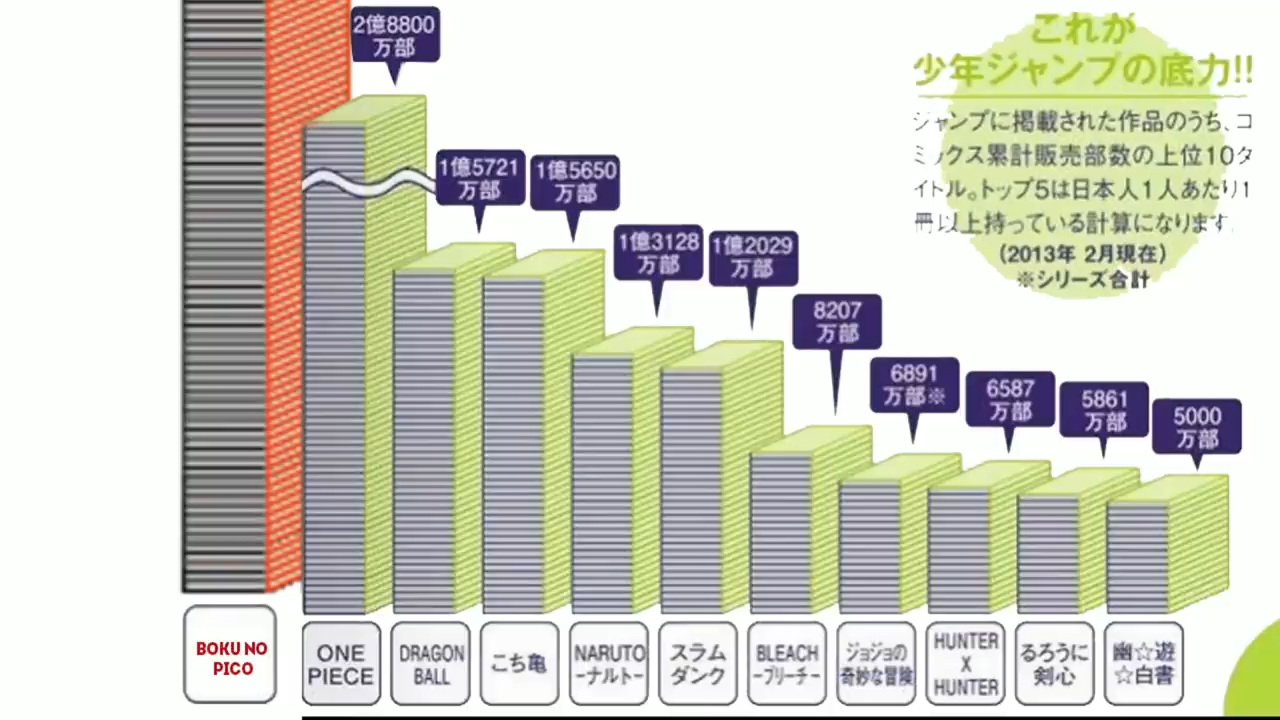 2億8800
万部
これが
少年ジャンプの底力!!
ジャンプに掲載された作品のうち、コ
ミックス累計販売部数の上位10タ
イトル。トップ5は日本人1人あたり1
冊以上持っている計算になります。
(2013年 2月現在)
※シリーズ合計
1億5721
万部
1億5650
万部
1億3128
万部
1億2029
万部
8207
万部
6891
万部※
6587
万部
5861
万部
5000
万部
BOKU NO
PICO
ONE
PIECE
DRAGON
BALL
こち亀
NARUTO
-ナルト-
スラム
ダンク
BLEACH
-ブリーチ-
ジョジョの
奇妙な冒険
HUNTER
X
HUNTER
るろうに
剣心
幽☆遊
☆白書